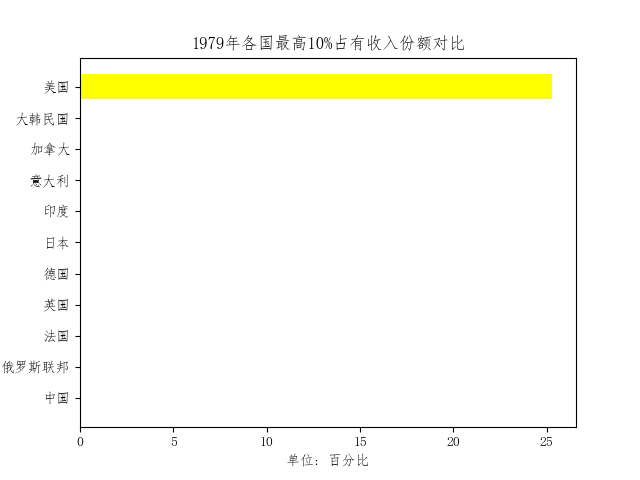 1979年各国最高10%占有收入份额对比
美国
大韩民国
加拿大
意大利
印度
日本
德国
英国
法国
俄罗斯联邦
中国
0 5 10 15 20 25
单位: 百分比